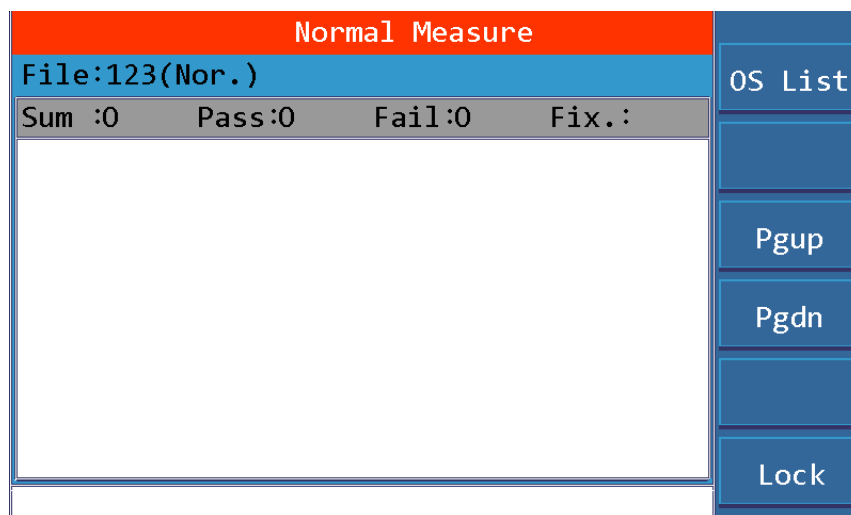 Normal Measure
File:123(Nor.)
Sum :0 Pass:0 Fail:0 Fix.:
OS List
Pgup
Pgdn
Lock